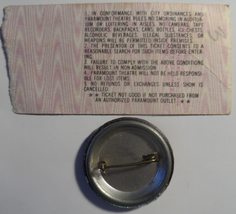 1. IN CONFORMANCE WITH CITY ORDINANCES AND
PARAMOUNT THEATRE RULES NO SMOKING IN AUDITOR-
IUM OR LOITERING IN AISLES. NO CAMERAS, TAPE
RECORDERS, BACKPACKS, CANS, BOTTLES, ICE CHESTS,
ALCOHOLIC BEVERAGES, ILLEGAL SUBSTANCES, OR
WEAPONS WILL BE PERMITTED INSIDE PREMISES.
2. THE PRESENTOR OF THIS TICKET CONSENTS TO A
REASONABLE SEARCH FOR SUCH ITEMS BEFORE ENTER-
ING.
3. FAILURE TO COMPLY WITH THE ABOVE CONDITIONS
WILL RESULT IN NON-ADMISSION
4. PARAMOUNT THEATRE WILL NOT BE HELD RESPONSI-
BLE FOR LOST ITEMS
5. NO REFUNDS OR EXCHANGES UNLESS SHOW IS
CANCELLED
★★ TICKET NOT GOOD IF NOT PURCHASED FROM
AN AUTHORIZED PARAMOUNT OUTLET ★★